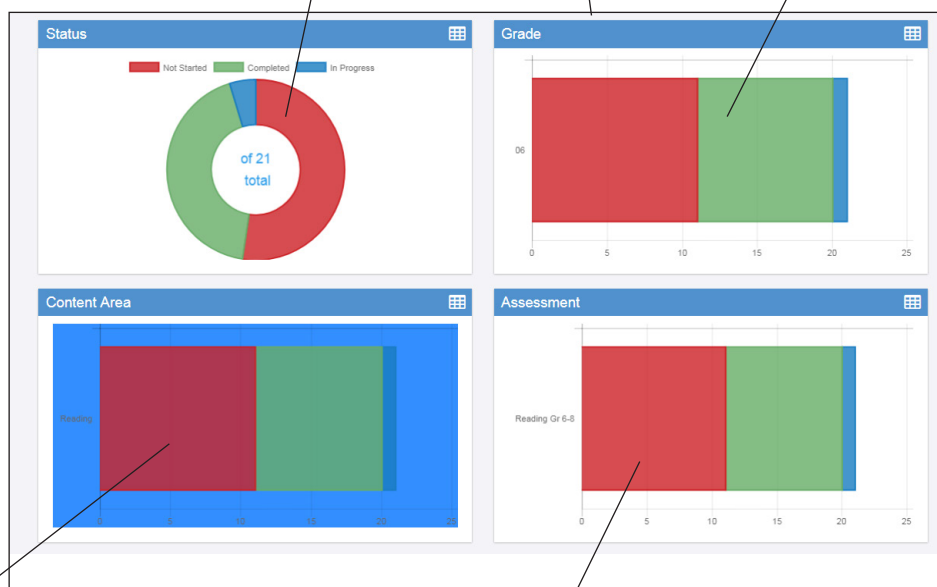 Status
Not Started Completed In Progress
of 21
total
Grade
06
0 5 10 15 20 25
Content Area
Reading
0 5 10 15 20 25
Assessment
Reading Gr 6-8
0 5 10 15 20 25